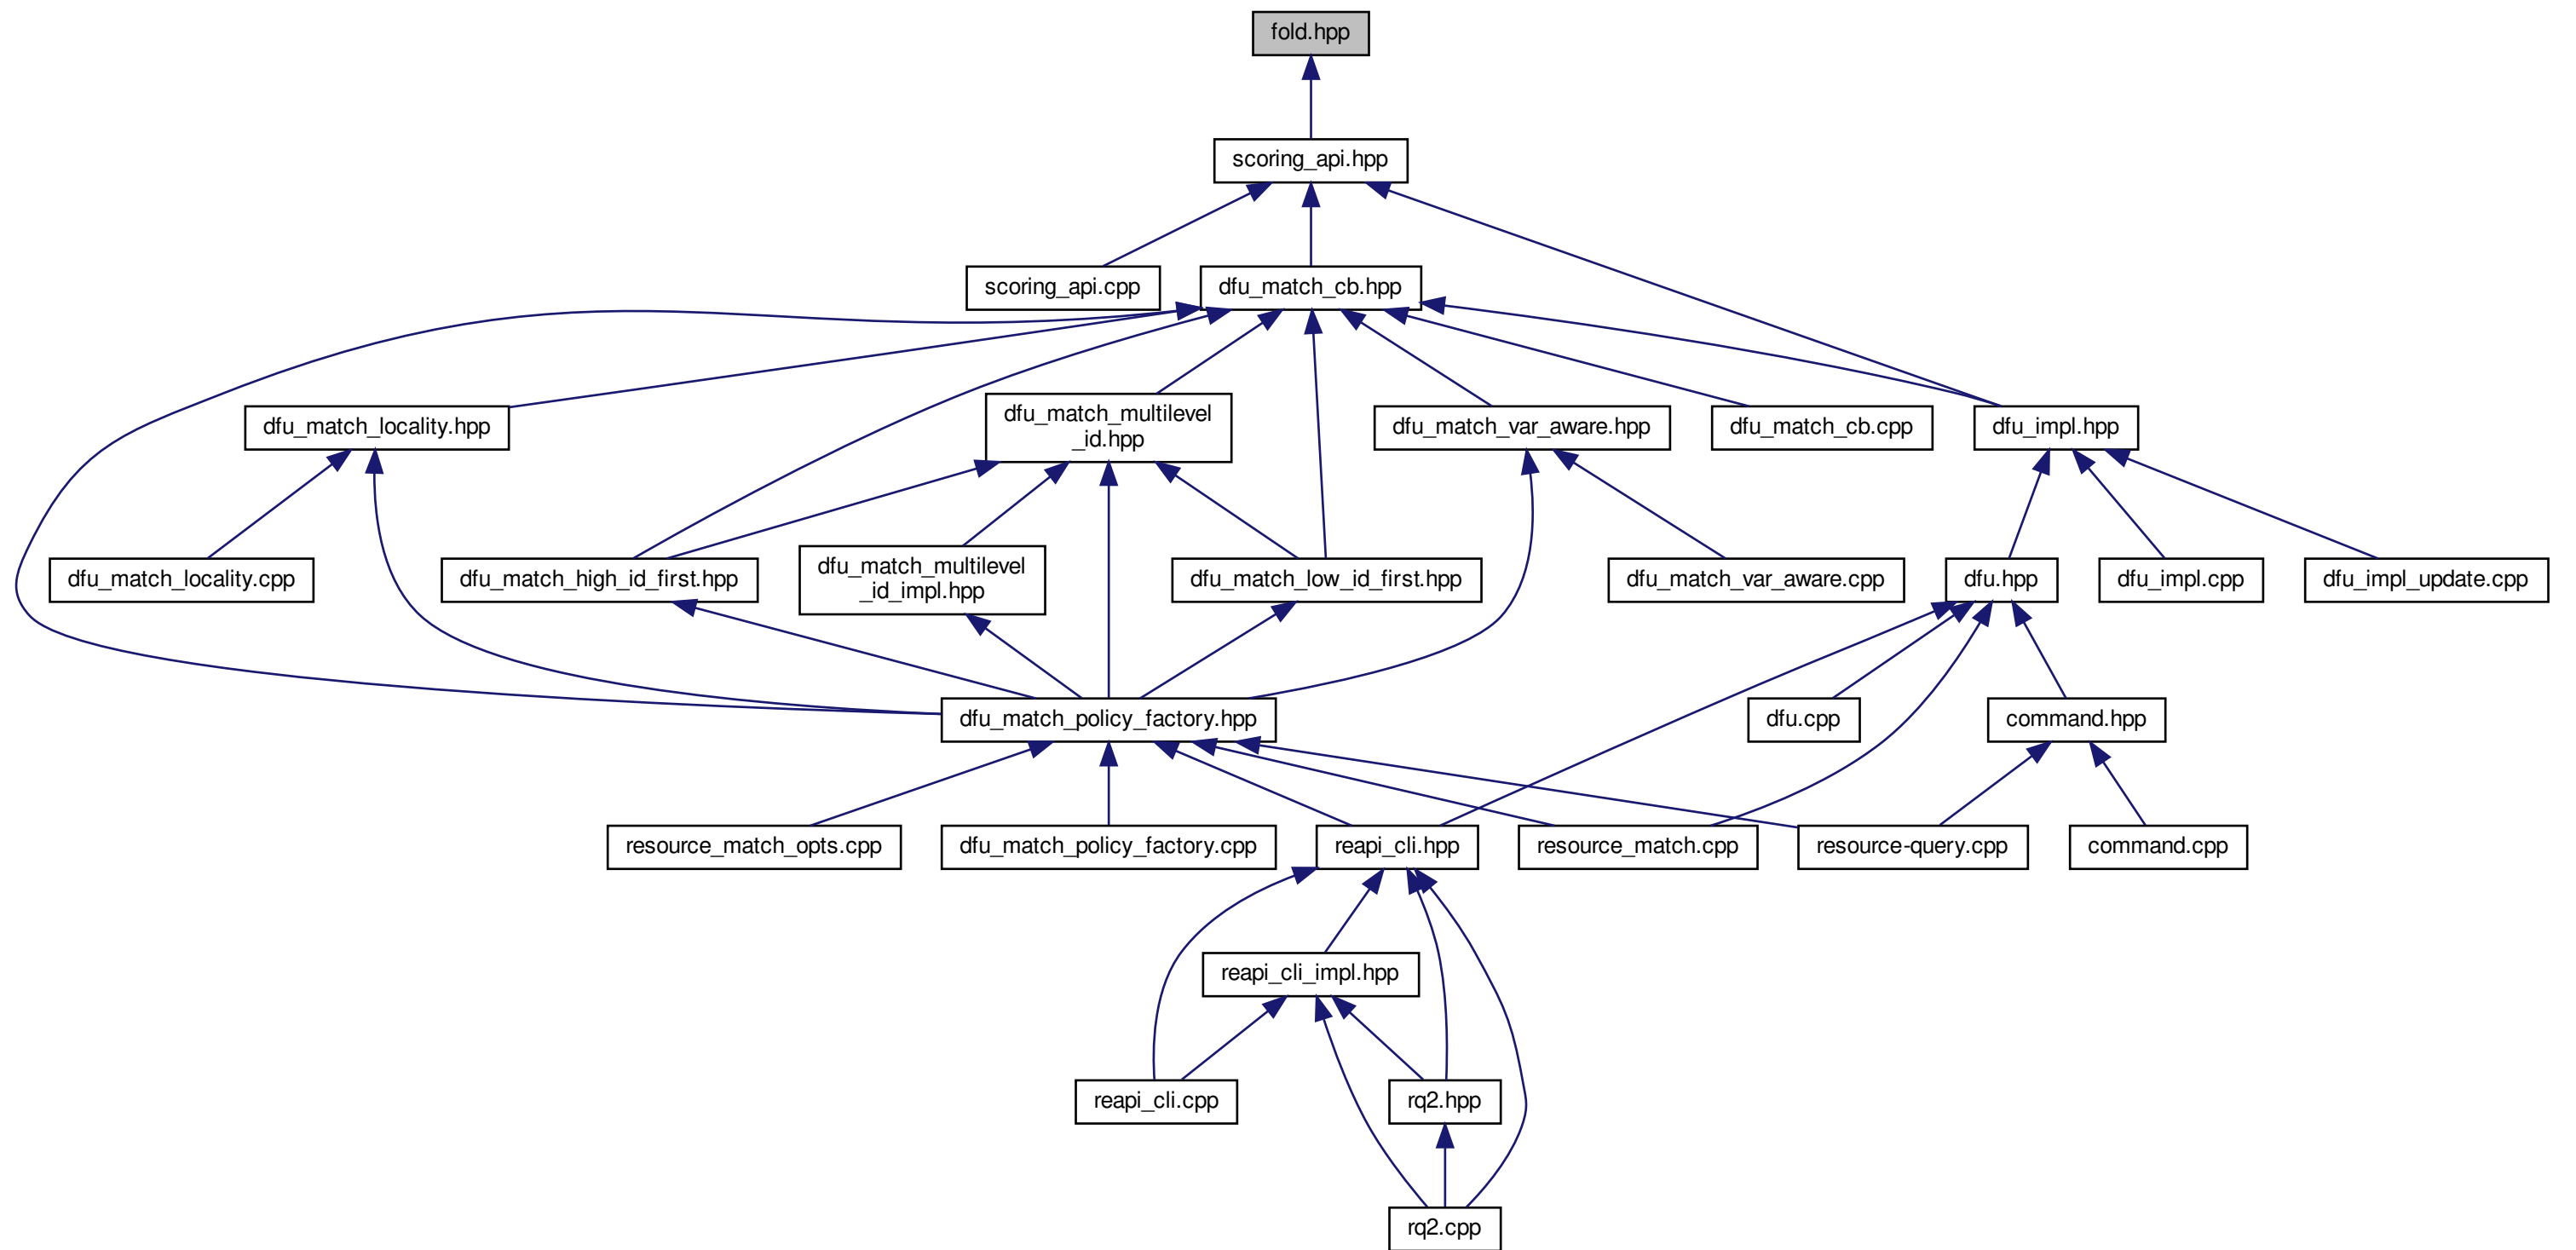 fold.hpp
scoring_api.hpp
scoring_api.cpp
dfu_match_cb.hpp
dfu_match_locality.hpp
dfu_match_multilevel
_id.hpp
dfu_match_var_aware.hpp
dfu_match_cb.cpp
dfu_impl.hpp
dfu_match_locality.cpp
dfu_match_high_id_first.hpp
dfu_match_multilevel
_id_impl.hpp
dfu_match_low_id_first.hpp
dfu_match_var_aware.cpp
dfu.hpp
dfu_impl.cpp
dfu_impl_update.cpp
dfu_match_policy_factory.hpp
dfu.cpp
command.hpp
resource_match_opts.cpp
dfu_match_policy_factory.cpp
reapi_cli.hpp
resource_match.cpp
resource-query.cpp
command.cpp
reapi_cli_impl.hpp
reapi_cli.cpp
rq2.hpp
rq2.cpp